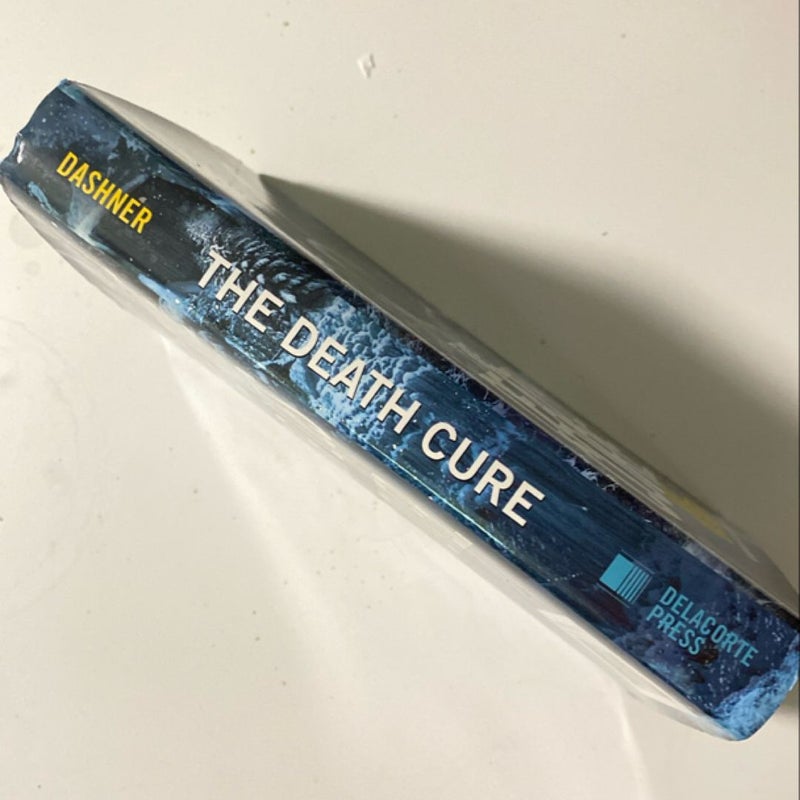 DASHNER
THE DEATH CURE
DELACORTE
PRESS